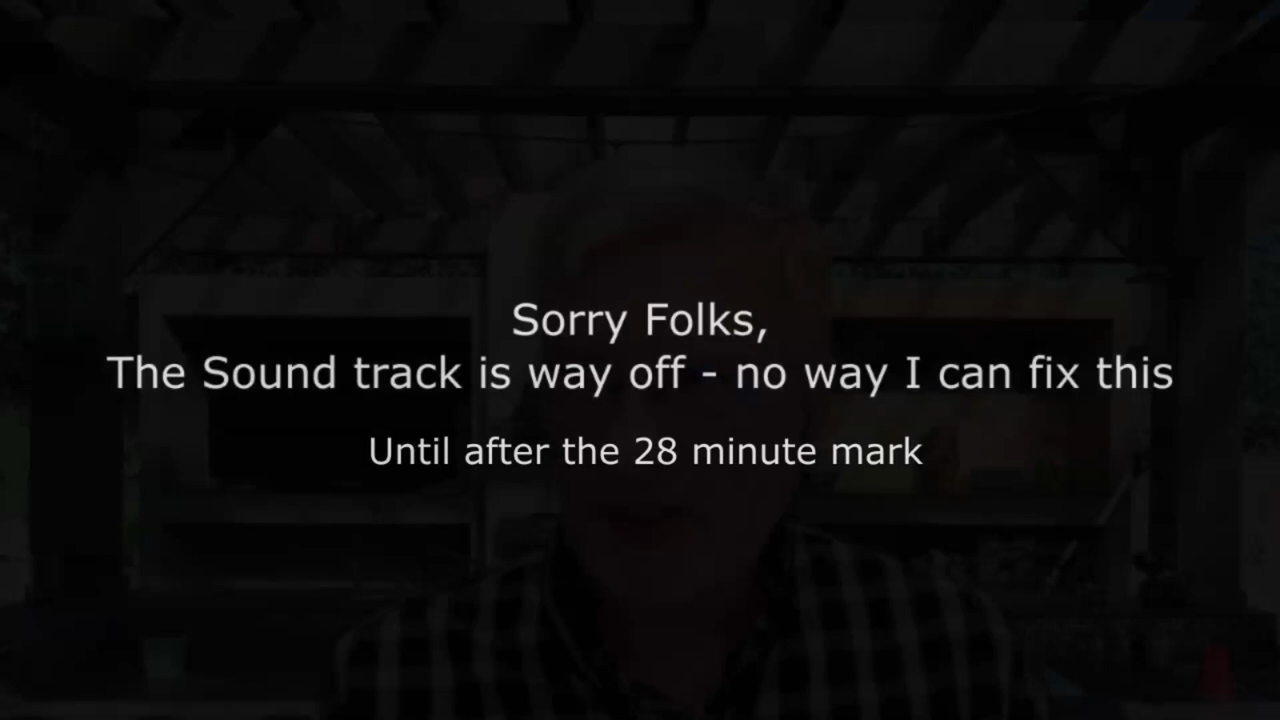 Sorry Folks,
The Sound track is way off - no way I can fix this
Until after the 28 minute mark